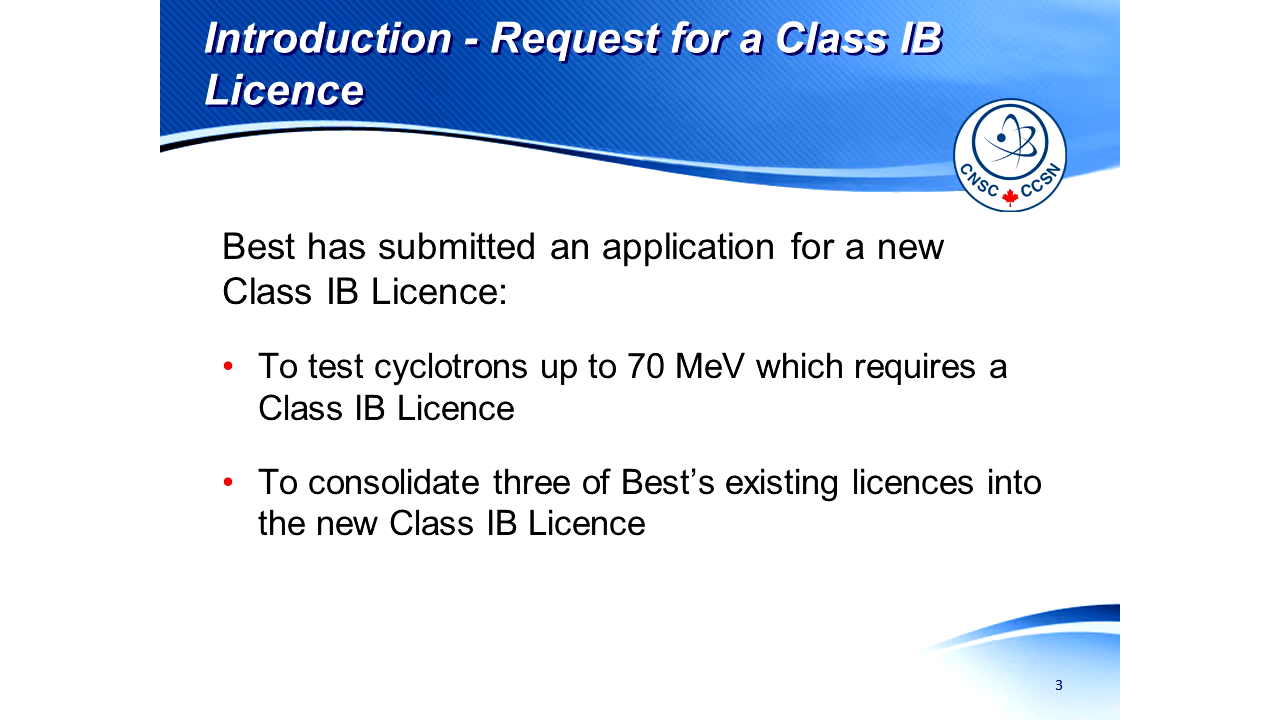 Introduction - Request for a Class IB
Licence
CNSC CCSN
Best has submitted an application for a new
Class IB Licence:
• To test cyclotrons up to 70 MeV which requires a
Class IB Licence
• To consolidate three of Best’s existing licences into
the new Class IB Licence
3